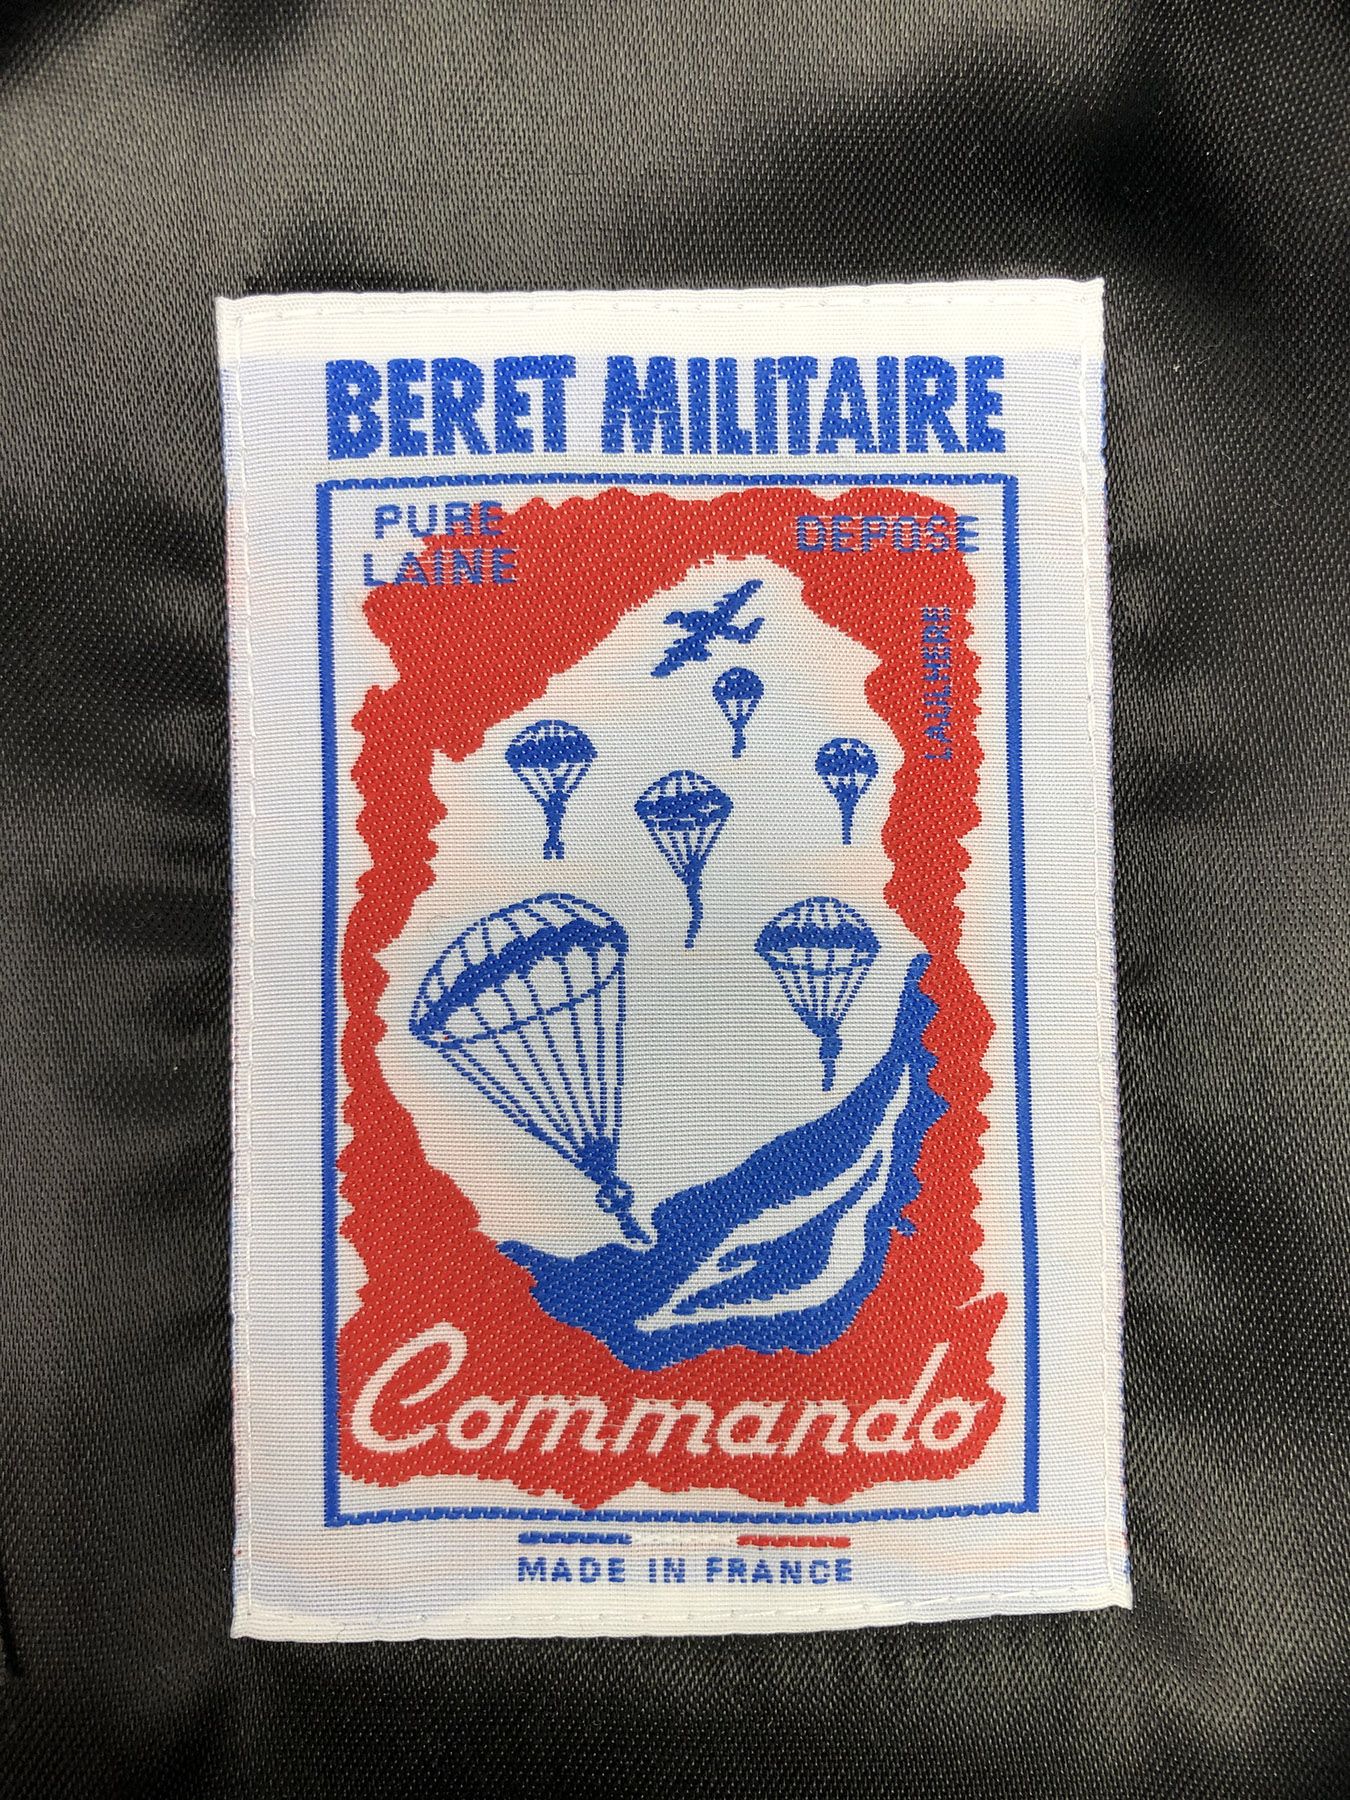 BERET MILITAIRE
PURE
LAINE
DEPOSE
LAULHERE
Commando
MADE IN FRANCE